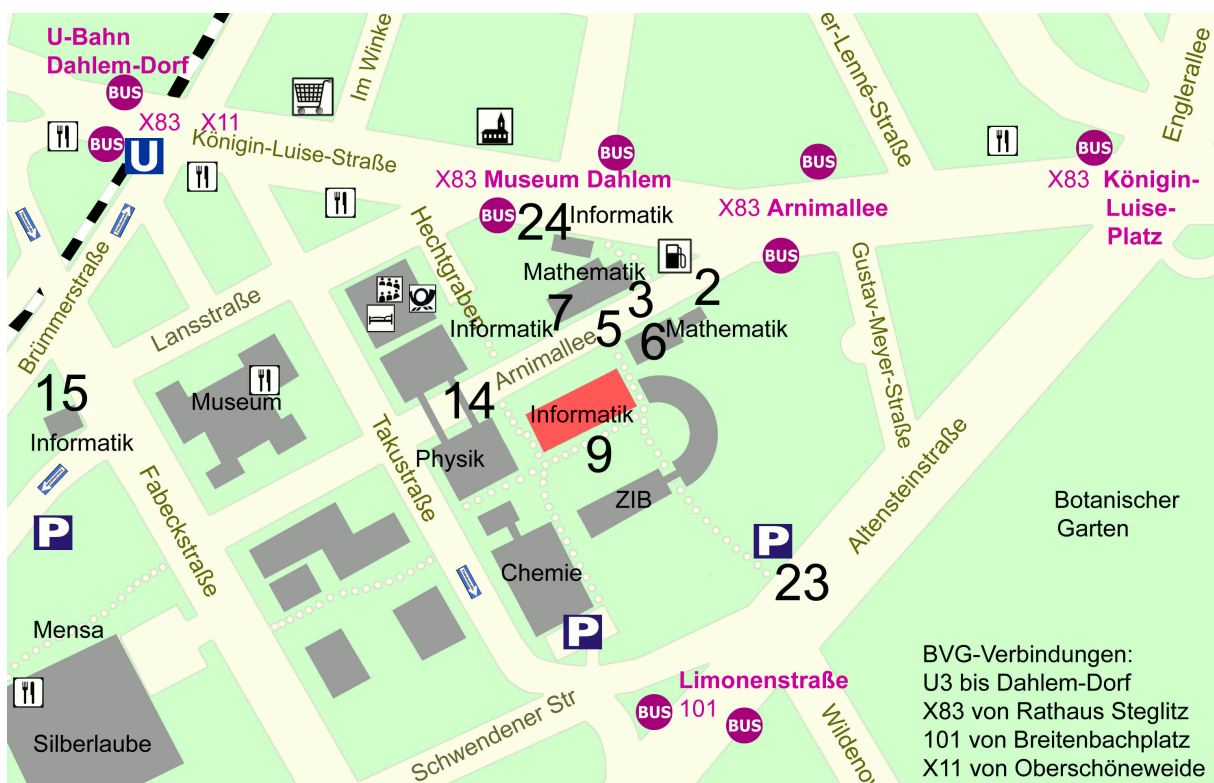 U-Bahn
Dahlem-Dorf
BUS
BUS
X83 X11
U
Im Winke
Königin-Luise-Straße
er-Lenné-Straße
Englerallee
BUS
X83 Museum Dahlem
BUS
BUS
X83 Arnimallee
BUS
BUS
X83 Königin-
Luise-
Platz
24 Informatik
Mathematik
7
3
2
Informatik
5
6
Mathematik
Hechtgraben
Lansstraße
Brümmerstraße
Arnimallee
Gustav-Meyer-Straße
15
Informatik
Museum
14
Physik
Informatik
9
ZIB
Takustraße
Fabeckstraße
Altensteinstraße
Botanischer
Garten
P
P
23
Chemie
P
Mensa
Silberlaube
Limonenstraße
BUS
101
BUS
Schwendener Str
Wildenow
BVG-Verbindungen:
U3 bis Dahlem-Dorf
X83 von Rathaus Steglitz
101 von Breitenbachplatz
X11 von Oberschöneweide